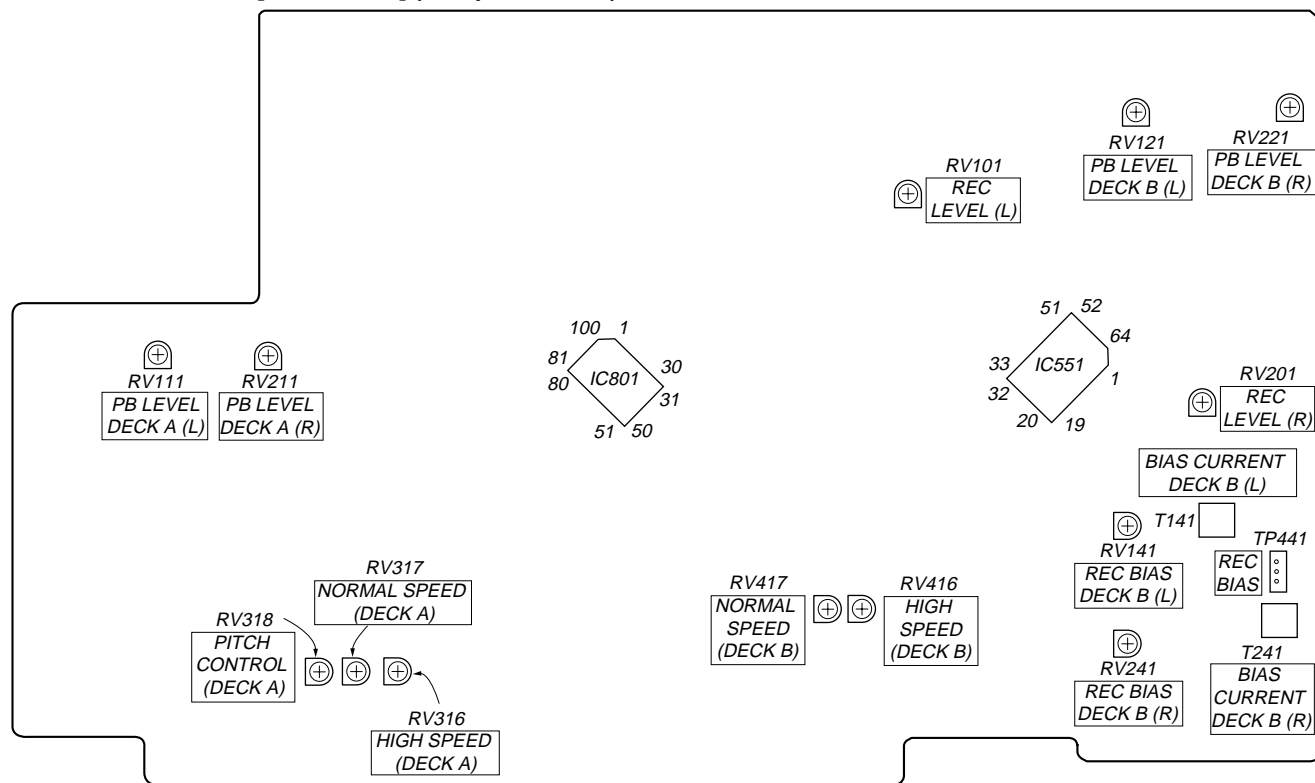 RV121
PB LEVEL
DECK B (L)
RV221
PB LEVEL
DECK B (R)
RV101
REC
LEVEL (L)
51
52
64
33
IC551
1
32
20
19
100
1
81
30
80
IC801
31
51
50
RV111
PB LEVEL
DECK A (L)
RV211
PB LEVEL
DECK A (R)
RV201
REC
LEVEL (R)
BIAS CURRENT
DECK B (L)
T141
TP441
RV141
REC BIAS
DECK B (L)
REC
BIAS
RV317
NORMAL SPEED
(DECK A)
RV318
PITCH
CONTROL
(DECK A)
RV316
HIGH SPEED
(DECK A)
RV417
NORMAL
SPEED
(DECK B)
RV416
HIGH
SPEED
(DECK B)
RV241
REC BIAS
DECK B (R)
T241
BIAS
CURRENT
DECK B (R)